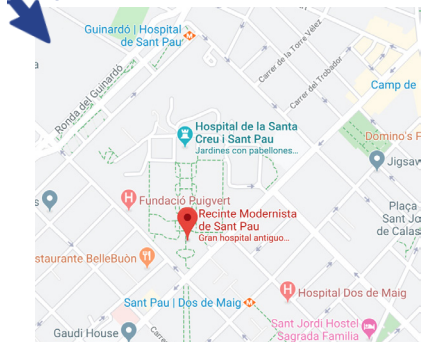 Guinardó | Hospital
de Sant Pau
Carrer de la Torre Vélez
Carrer del Trobador
Camp de
Ronda del Guinardó
Hospital de la Santa
Creu i Sant Pau
Jardines con pabellones...
Domino's F
Jigsaw
Fundació Puigvert
Recinte Modernista
de Sant Pau
Gran hospital antiguo...
Plaça
Sant Jo
de Calas
staurante BelleBuon
Hospital Dos de Maig
Sant Pau | Dos de Maig
Sant Jordi Hostel
Sagrada Familia
Gaudi House
Carre